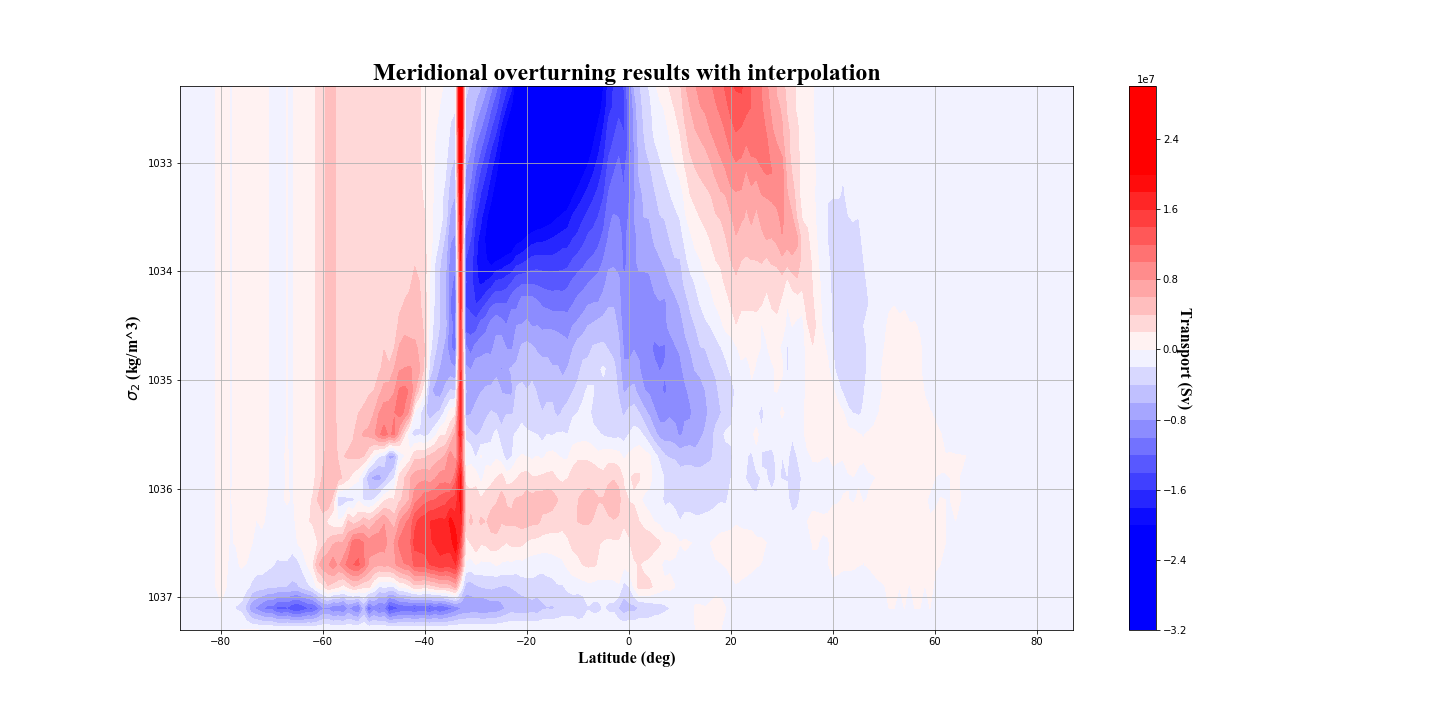 Meridional overturning results with interpolation
1e7
2.4
1.6
0.8
0.0
−0.8
−1.6
−2.4
−3.2
Transport (Sv)
1033
1034
1035
1036
1037
σ2 (kg/m^3)
−80 −60 −40 −20 0 20 40 60 80
Latitude (deg)